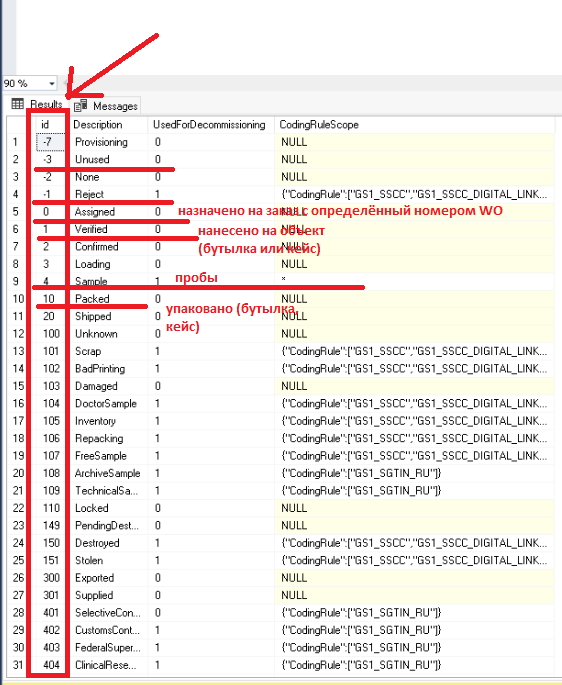 90 %
Results Messages
id Description UsedForDecommissioning CodingRuleScope
1 -7 Provisioning 0 NULL
2 -3 Unused 0 NULL
3 -2 None 0 NULL
4 -1 Reject 1 {"CodingRule":["GS1_SSCC","GS1_SSCC_DIGITAL_LINK...
5 0 Assigned 0 NULL
назначено на заказ с определённый номером WO
6 1 Verified 0 NULL
нанесено на объект
(бутылка или кейс)
7 2 Confirmed 0 NULL
8 3 Loading 0 NULL
пробы
9 4 Sample 1 *
10 10 Packed 0 NULL
упаковано (бутылка,
кейс)
11 20 Shipped 0 NULL
12 100 Unknown 0 NULL
13 101 Scrap 1 {"CodingRule":["GS1_SSCC","GS1_SSCC_DIGITAL_LINK...
14 102 BadPrinting 1 {"CodingRule":["GS1_SSCC","GS1_SSCC_DIGITAL_LINK...
15 103 Damaged 0 NULL
16 104 DoctorSample 1 {"CodingRule":["GS1_SSCC","GS1_SSCC_DIGITAL_LINK...
17 105 Inventory 1 {"CodingRule":["GS1_SSCC","GS1_SSCC_DIGITAL_LINK...
18 106 Repacking 1 {"CodingRule":["GS1_SSCC","GS1_SSCC_DIGITAL_LINK...
19 107 FreeSample 1 {"CodingRule":["GS1_SSCC","GS1_SSCC_DIGITAL_LINK...
20 108 ArchiveSample 1 {"CodingRule":["GS1_SGTIN_RU"]}
21 109 TechnicalSa... 1 {"CodingRule":["GS1_SGTIN_RU"]}
22 110 Locked 0 NULL
23 149 PendingDest... 0 NULL
24 150 Destroyed 1 {"CodingRule":["GS1_SSCC","GS1_SSCC_DIGITAL_LINK...
25 151 Stolen 1 {"CodingRule":["GS1_SSCC","GS1_SSCC_DIGITAL_LINK...
26 300 Exported 0 NULL
27 301 Supplied 0 NULL
28 401 SelectiveCon... 0 {"CodingRule":["GS1_SGTIN_RU"]}
29 402 CustomsCont... 1 {"CodingRule":["GS1_SGTIN_RU"]}
30 403 FederalSuper... 1 {"CodingRule":["GS1_SGTIN_RU"]}
31 404 ClinicalRese... 1 {"CodingRule":["GS1_SGTIN_RU"]}